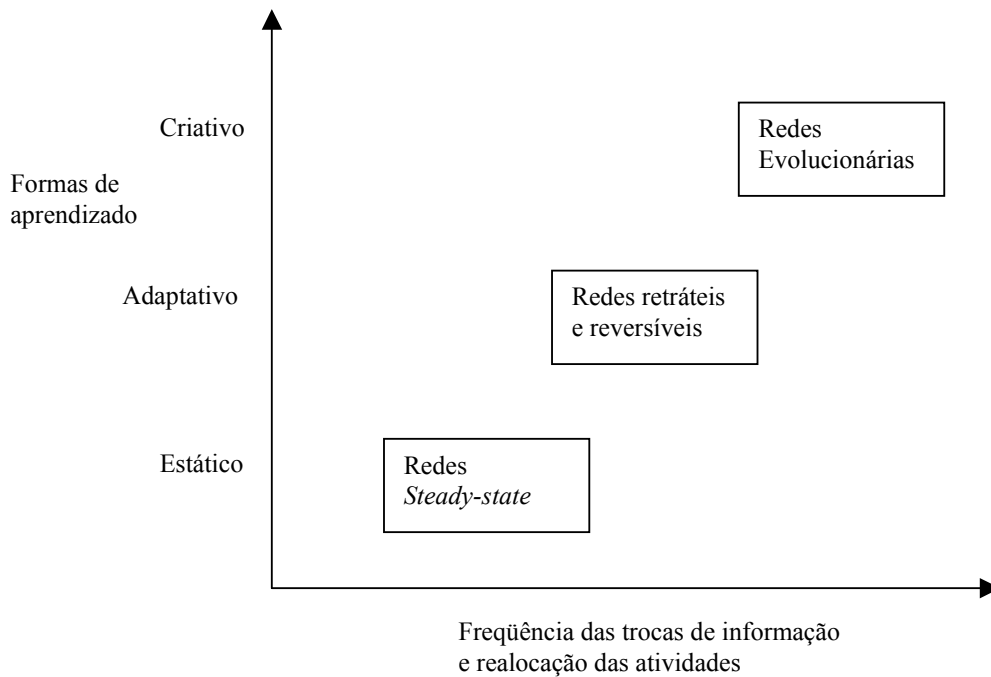 Criativo
Redes
Evolucionárias
Formas de
aprendizado
Adaptativo
Redes retráteis
e reversíveis
Estático
Redes
Steady-state
Freqüência das trocas de informação
e realocação das atividades